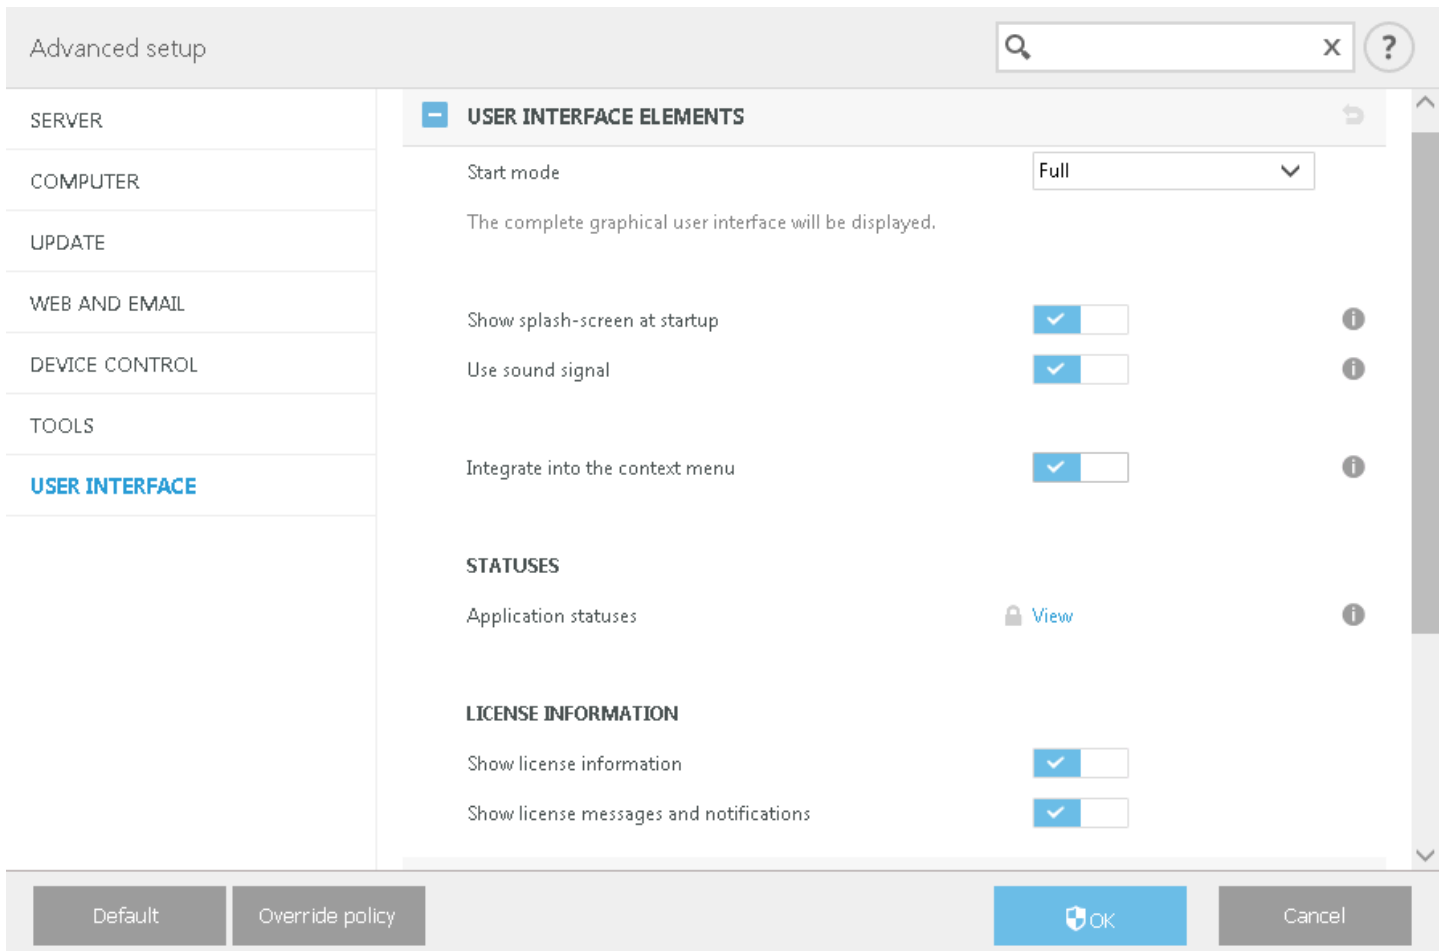 Advanced setup
X
?
SERVER
COMPUTER
UPDATE
WEB AND EMAIL
DEVICE CONTROL
TOOLS
USER INTERFACE
USER INTERFACE ELEMENTS
Start mode Full
The complete graphical user interface will be displayed.
Show splash-screen at startup
Use sound signal
Integrate into the context menu
STATUSES
Application statuses View
LICENSE INFORMATION
Show license information
Show license messages and notifications
Default Override policy OK Cancel